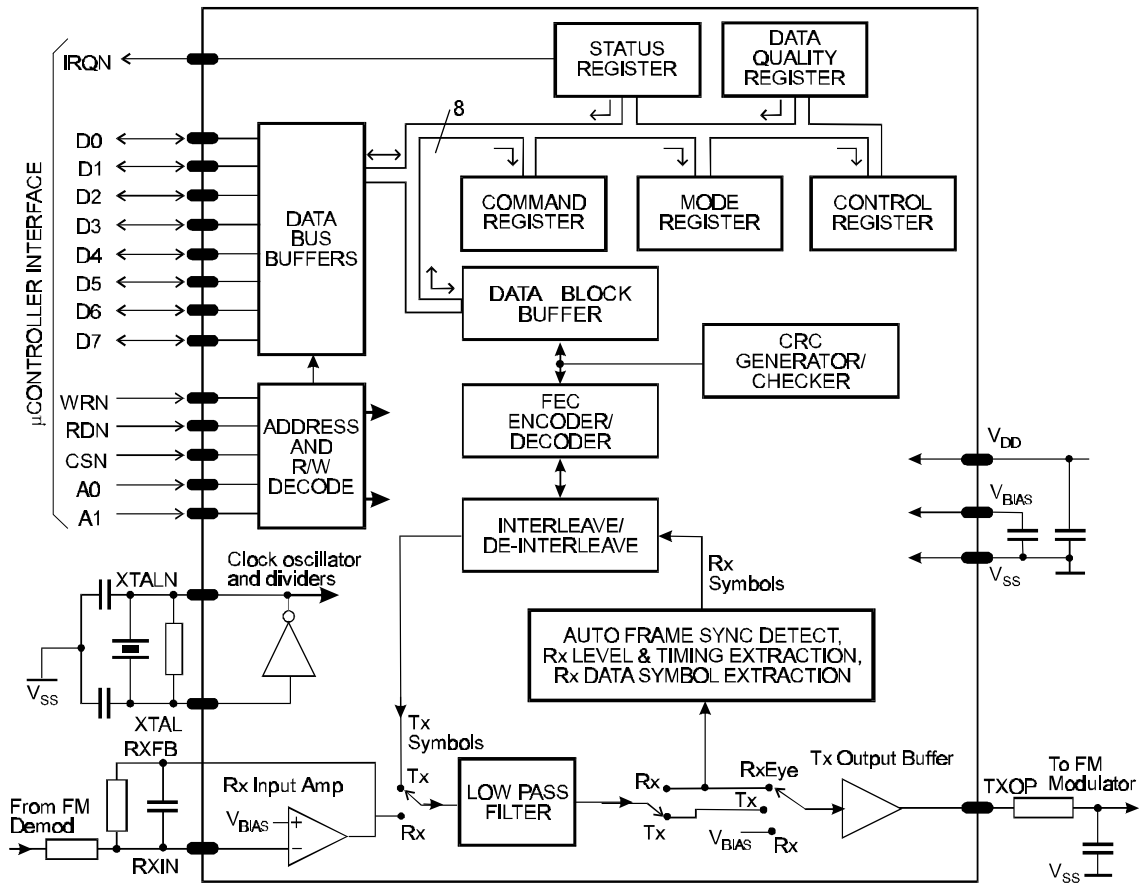 STATUS
REGISTER
DATA
QUALITY
REGISTER
IRQN
8
D0
D1
D2
D3
D4
D5
D6
D7
DATA
BUS
BUFFERS
COMMAND
REGISTER
MODE
REGISTER
CONTROL
REGISTER
µCONTROLLER INTERFACE
DATA BLOCK
BUFFER
CRC
GENERATOR/
CHECKER
WRN
RDN
CSN
A0
A1
ADDRESS
AND
R/W
DECODE
FEC
ENCODER/
DECODER
VDD
VBIAS
VSS
INTERLEAVE/
DE-INTERLEAVE
Rx
Symbols
XTALN
Clock oscillator
and dividers
VSS
XTAL
AUTO FRAME SYNC DETECT,
Rx LEVEL & TIMING EXTRACTION,
Rx DATA SYMBOL EXTRACTION
Tx
Symbols
RXFB
Rx Input Amp
From FM
Demod
VBIAS
+
−
RXIN
Tx
Rx
LOW PASS
FILTER
Rx
Tx
RxEye
Tx
VBIAS
Rx
Tx Output Buffer
TXOP
To FM
Modulator
VSS